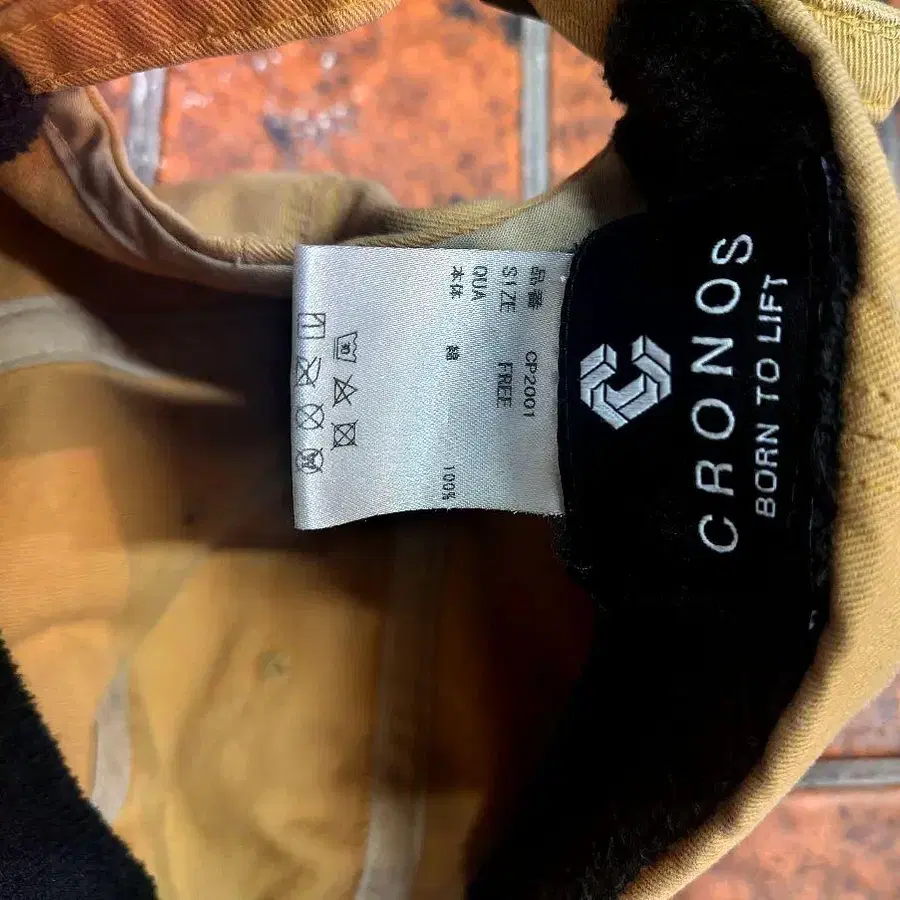 品番 CP2001
SIZE FREE
QUA
本体 綿 100%
CRONOS
BORN TO LIFT